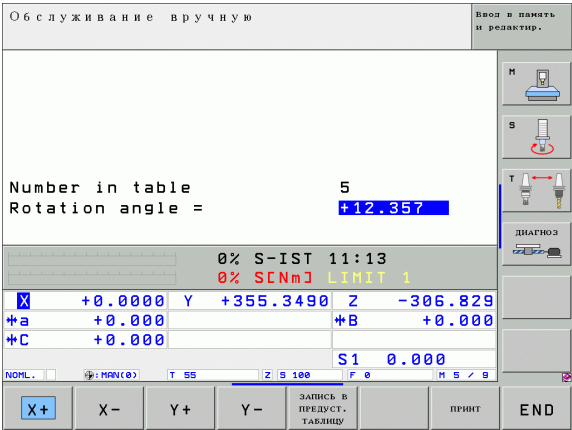 Обслуживание вручную
Ввод в память
и редактир.
M
S
T
ДИАГНОЗ
Number in table 5
Rotation angle = +12.357
0% S-IST 11:13
0% S[Nm] LIMIT 1
X +0.0000 Y +355.3490 Z -306.829
a +0.000 B +0.000
C +0.000
S1 0.000
NOML. : MAN(0) T 55 Z S 100 F 0 M 5 / 9
X+ X- Y+ Y- ЗАПИСЬ В
ПРЕДУСТ.
ТАБЛИЦУ
ПРИНТ END